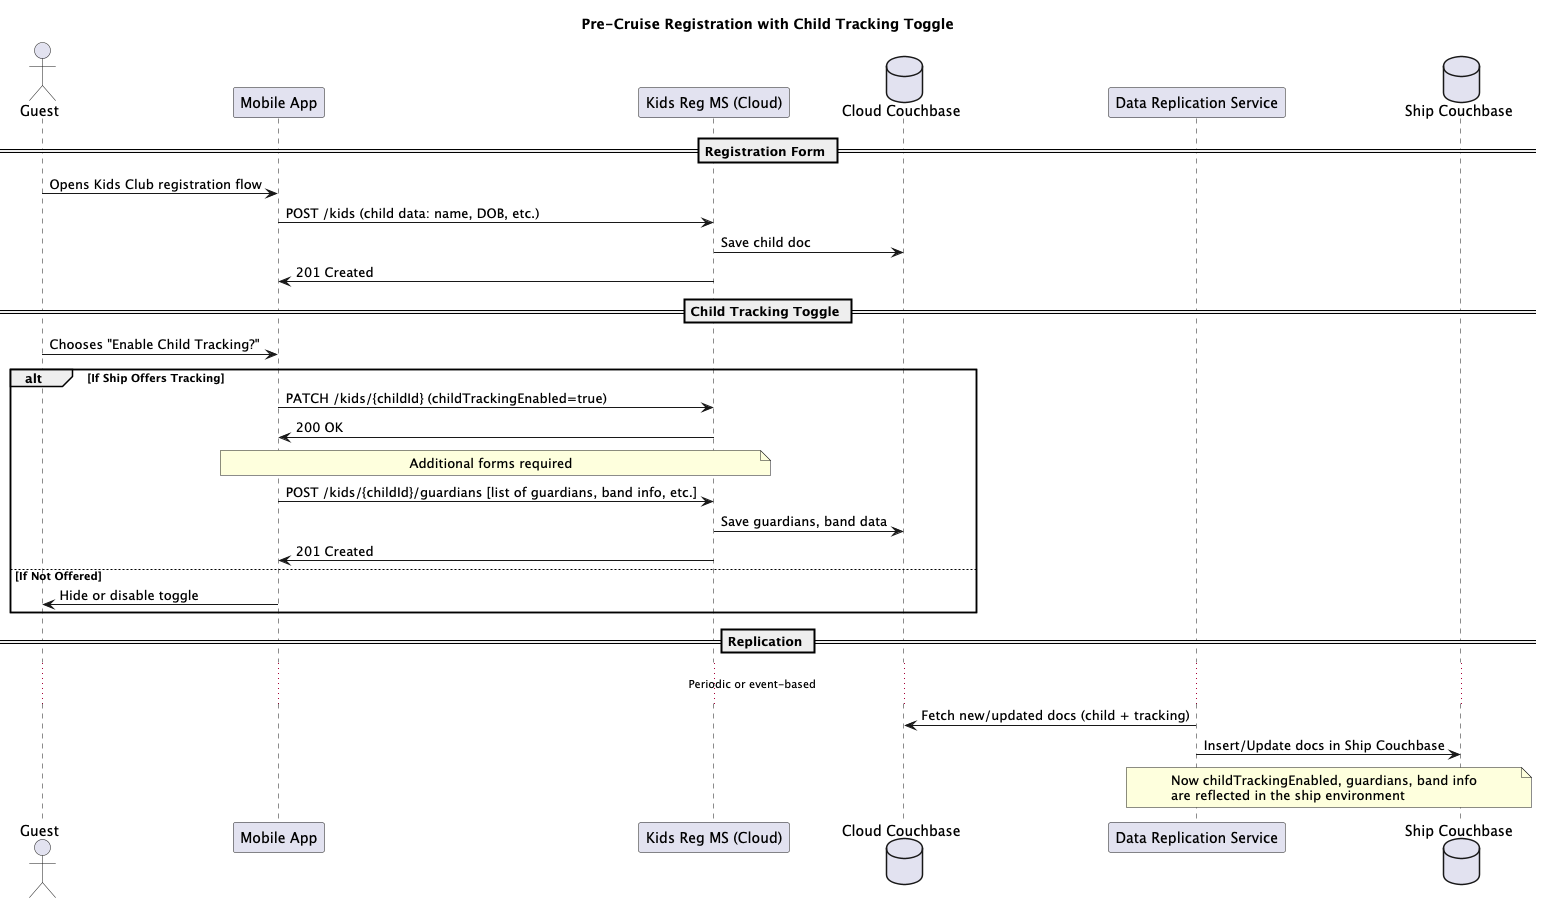 Pre-Cruise Registration with Child Tracking Toggle
Guest
Mobile App
Kids Reg MS (Cloud)
Cloud Couchbase
Data Replication Service
Ship Couchbase
Registration Form
Opens Kids Club registration flow
POST /kids (child data: name, DOB, etc.)
Save child doc
201 Created
Child Tracking Toggle
Chooses "Enable Child Tracking?"
alt
[If Ship Offers Tracking]
PATCH /kids/{childId} (childTrackingEnabled=true)
200 OK
Additional forms required
POST /kids/{childId}/guardians [list of guardians, band info, etc.]
Save guardians, band data
201 Created
[If Not Offered]
Hide or disable toggle
Replication
Periodic or event-based
Fetch new/updated docs (child + tracking)
Insert/Update docs in Ship Couchbase
Now childTrackingEnabled, guardians, band info
are reflected in the ship environment
Guest
Mobile App
Kids Reg MS (Cloud)
Cloud Couchbase
Data Replication Service
Ship Couchbase